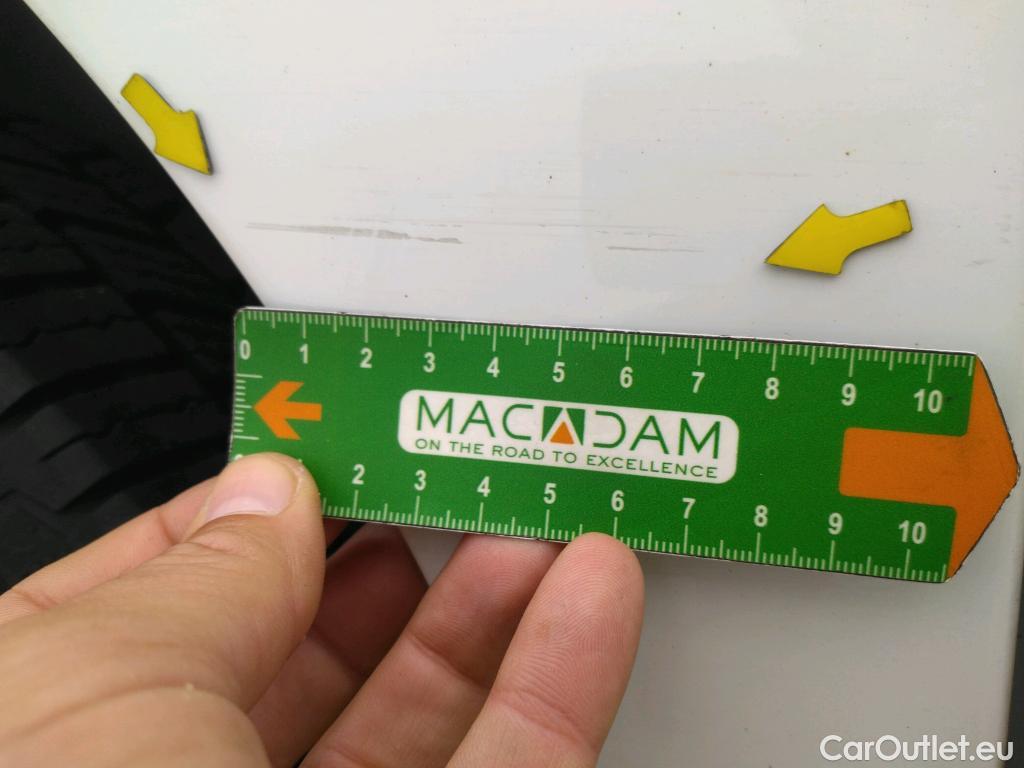 0 1 2 3 4 5 6 7 8 9 10
MACADAM
ON THE ROAD TO EXCELLENCE
2 3 4 5 6 7 8 9 10
CarOutlet.eu